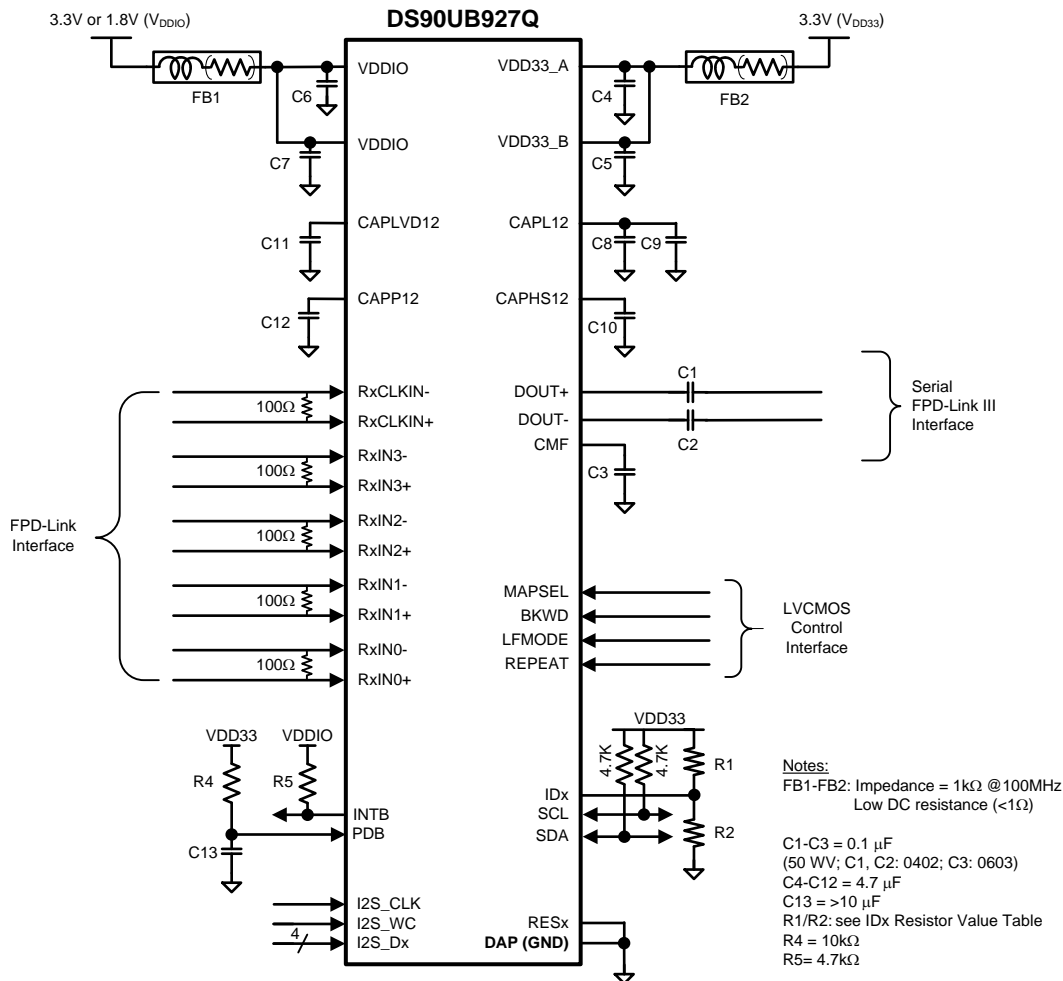 DS90UB927Q
3.3V or 1.8V (VDDIO)
3.3V (VDD33)
FB1
FB2
VDDIO
VDD33_A
C6
C4
VDDIO
VDD33_B
C7
C5
CAPLVD12
CAPL12
C11
C8
C9
CAPP12
CAPHS12
C12
C10
RxCLKIN-
100Ω
RxCLKIN+
RxIN3-
100Ω
RxIN3+
RxIN2-
100Ω
RxIN2+
RxIN1-
100Ω
RxIN1+
RxIN0-
100Ω
RxIN0+
FPD-Link
Interface
C1
DOUT+
DOUT-
C2
CMF
C3
Serial
FPD-Link III
Interface
MAPSEL
BKWD
LFMODE
REPEAT
LVCMOS
Control
Interface
VDD33
VDDIO
R4
R5
INTB
PDB
C13
VDD33
4.7K
4.7K
R1
IDx
SCL
R2
SDA
I2S_CLK
I2S_WC
4
I2S_Dx
RESx
DAP (GND)
Notes:
FB1-FB2: Impedance = 1kΩ @100MHz
Low DC resistance (<1Ω)
C1-C3 = 0.1 μF
(50 WV; C1, C2: 0402; C3: 0603)
C4-C12 = 4.7 μF
C13 = >10 μF
R1/R2: see IDx Resistor Value Table
R4 = 10kΩ
R5= 4.7kΩ